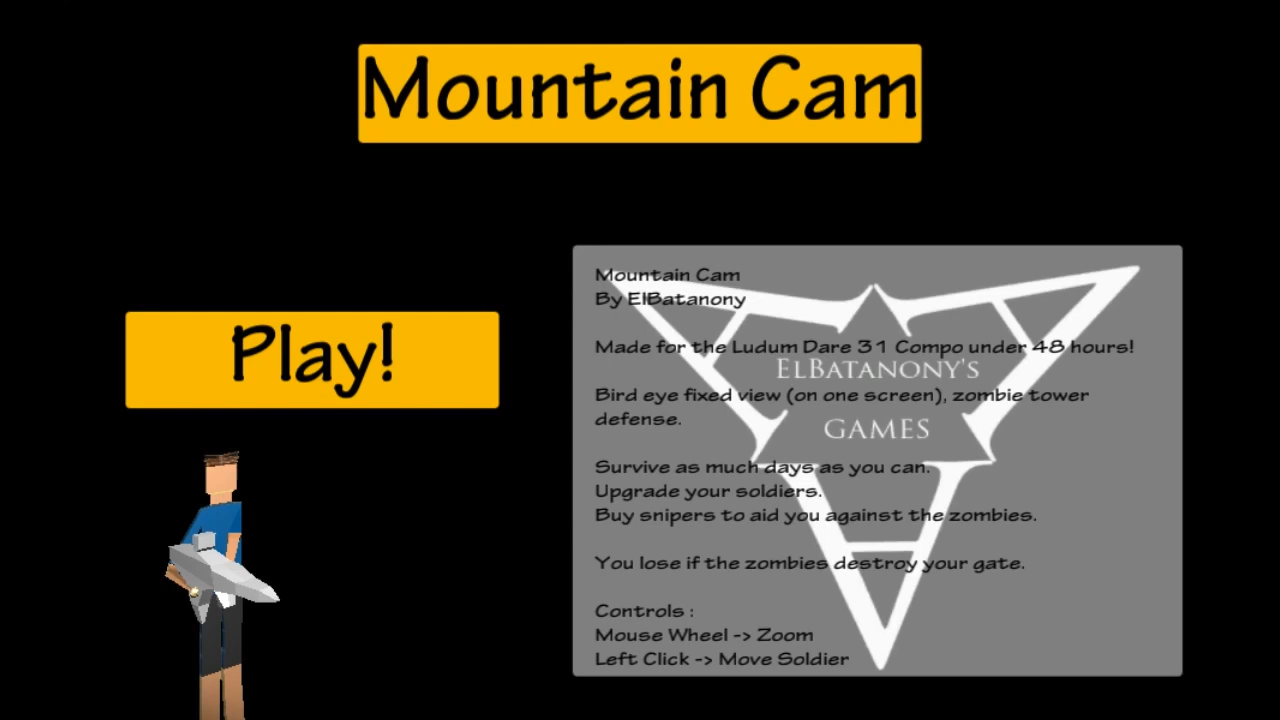 Mountain Cam
Play!
Mountain Cam
By ElBatanony
Made for the Ludum Dare 31 Compo under 48 hours!
ELBATANONY'S
Bird eye fixed view (on one screen), zombie tower
defense.
GAMES
Survive as much days as you can.
Upgrade your soldiers.
Buy snipers to aid you against the zombies.
You lose if the zombies destroy your gate.
Controls :
Mouse Wheel -> Zoom
Left Click -> Move Soldier